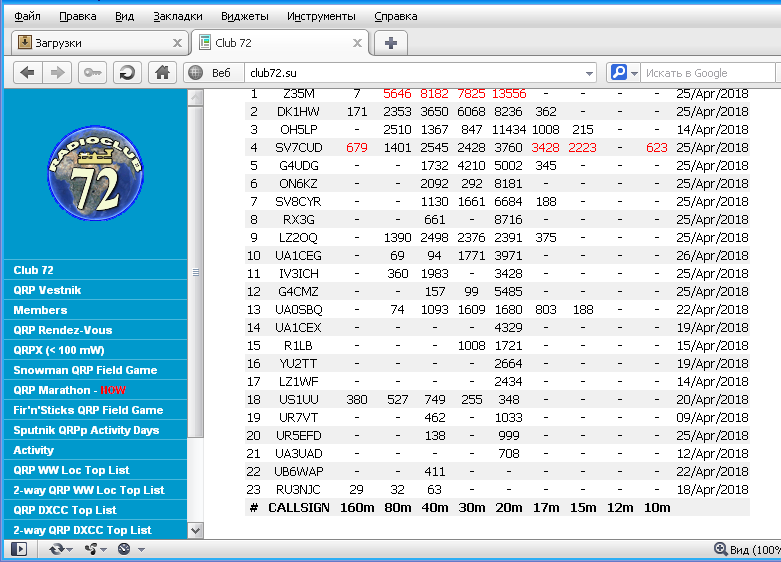 Файл Правка Вид Закладки Виджеты Инструменты Справка
Загрузки Club 72
Веб club72.su Искать в Google
RADIOCLUB
72
Club 72
QRP Vestnik
Members
QRP Rendez-Vous
QRPX (< 100 mW)
Snowman QRP Field Game
QRP Marathon - NOW
Fir'n'Sticks QRP Field Game
Sputnik QRPp Activity Days
Activity
QRP WW Loc Top List
2-way QRP WW Loc Top List
QRP DXCC Top List
2-way QRP DXCC Top List
1 Z35M 7 5646 8182 7825 13556 - - - - 25/Apr/2018
2 DK1HW 171 2353 3650 6068 8236 362 - - - 25/Apr/2018
3 OH5LP - 2510 1367 847 11434 1008 215 - - 14/Apr/2018
4 SV7CUD 679 1401 2545 2428 3760 3428 2223 - 623 25/Apr/2018
5 G4UDG - - 1732 4210 5002 345 - - - 25/Apr/2018
6 ON6KZ - - 2092 292 8181 - - - - 25/Apr/2018
7 SV8CYR - - 1130 1661 6684 188 - - - 25/Apr/2018
8 RX3G - - 661 - 8716 - - - - 25/Apr/2018
9 LZ2OQ - 1390 2498 2376 2391 375 - - - 25/Apr/2018
10 UA1CEG - 69 94 1771 3971 - - - - 26/Apr/2018
11 IV3ICH - 360 1983 - 3428 - - - - 25/Apr/2018
12 G4CMZ - - 157 99 5485 - - - - 25/Apr/2018
13 UA0SBQ - 74 1093 1609 1680 803 188 - - 22/Apr/2018
14 UA1CEX - - - - 4329 - - - - 19/Apr/2018
15 R1LB - - - 1008 1721 - - - - 15/Apr/2018
16 YU2TT - - - - 2664 - - - - 19/Apr/2018
17 LZ1WF - - - - 2434 - - - - 14/Apr/2018
18 US1UU 380 527 749 255 348 - - - - 20/Apr/2018
19 UR7VT - - 462 - 1033 - - - - 09/Apr/2018
20 UR5EFD - - 138 - 999 - - - - 25/Apr/2018
21 UA3UAD - - - - 708 - - - - 12/Apr/2018
22 UB6WAP - - 411 - - - - - - 22/Apr/2018
23 RU3NJC 29 32 63 - - - - - - 18/Apr/2018
# CALLSIGN 160m 80m 40m 30m 20m 17m 15m 12m 10m
Вид (100%